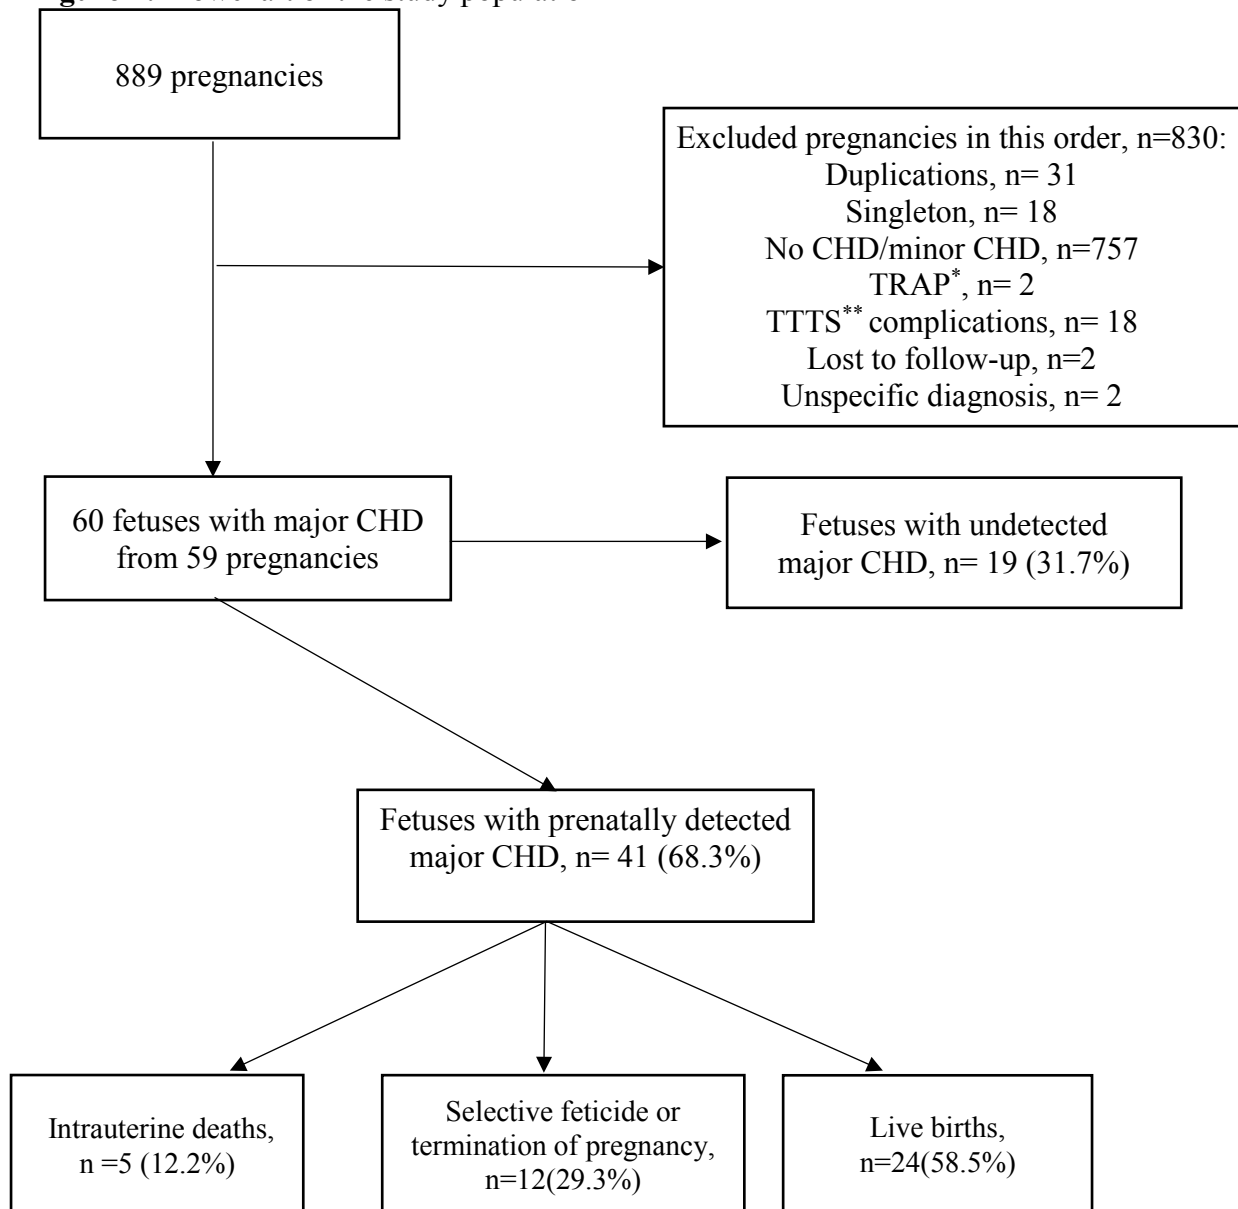 889 pregnancies
Excluded pregnancies in this order, n=830:
Duplications, n= 31
Singleton, n= 18
No CHD/minor CHD, n=757
TRAP*, n= 2
TTTS** complications, n= 18
Lost to follow-up, n=2
Unspecific diagnosis, n= 2
60 fetuses with major CHD
from 59 pregnancies
Fetuses with undetected
major CHD, n= 19 (31.7%)
Fetuses with prenatally detected
major CHD, n= 41 (68.3%)
Intrauterine deaths,
n =5 (12.2%)
Selective feticide or
termination of pregnancy,
n=12(29.3%)
Live births,
n=24(58.5%)